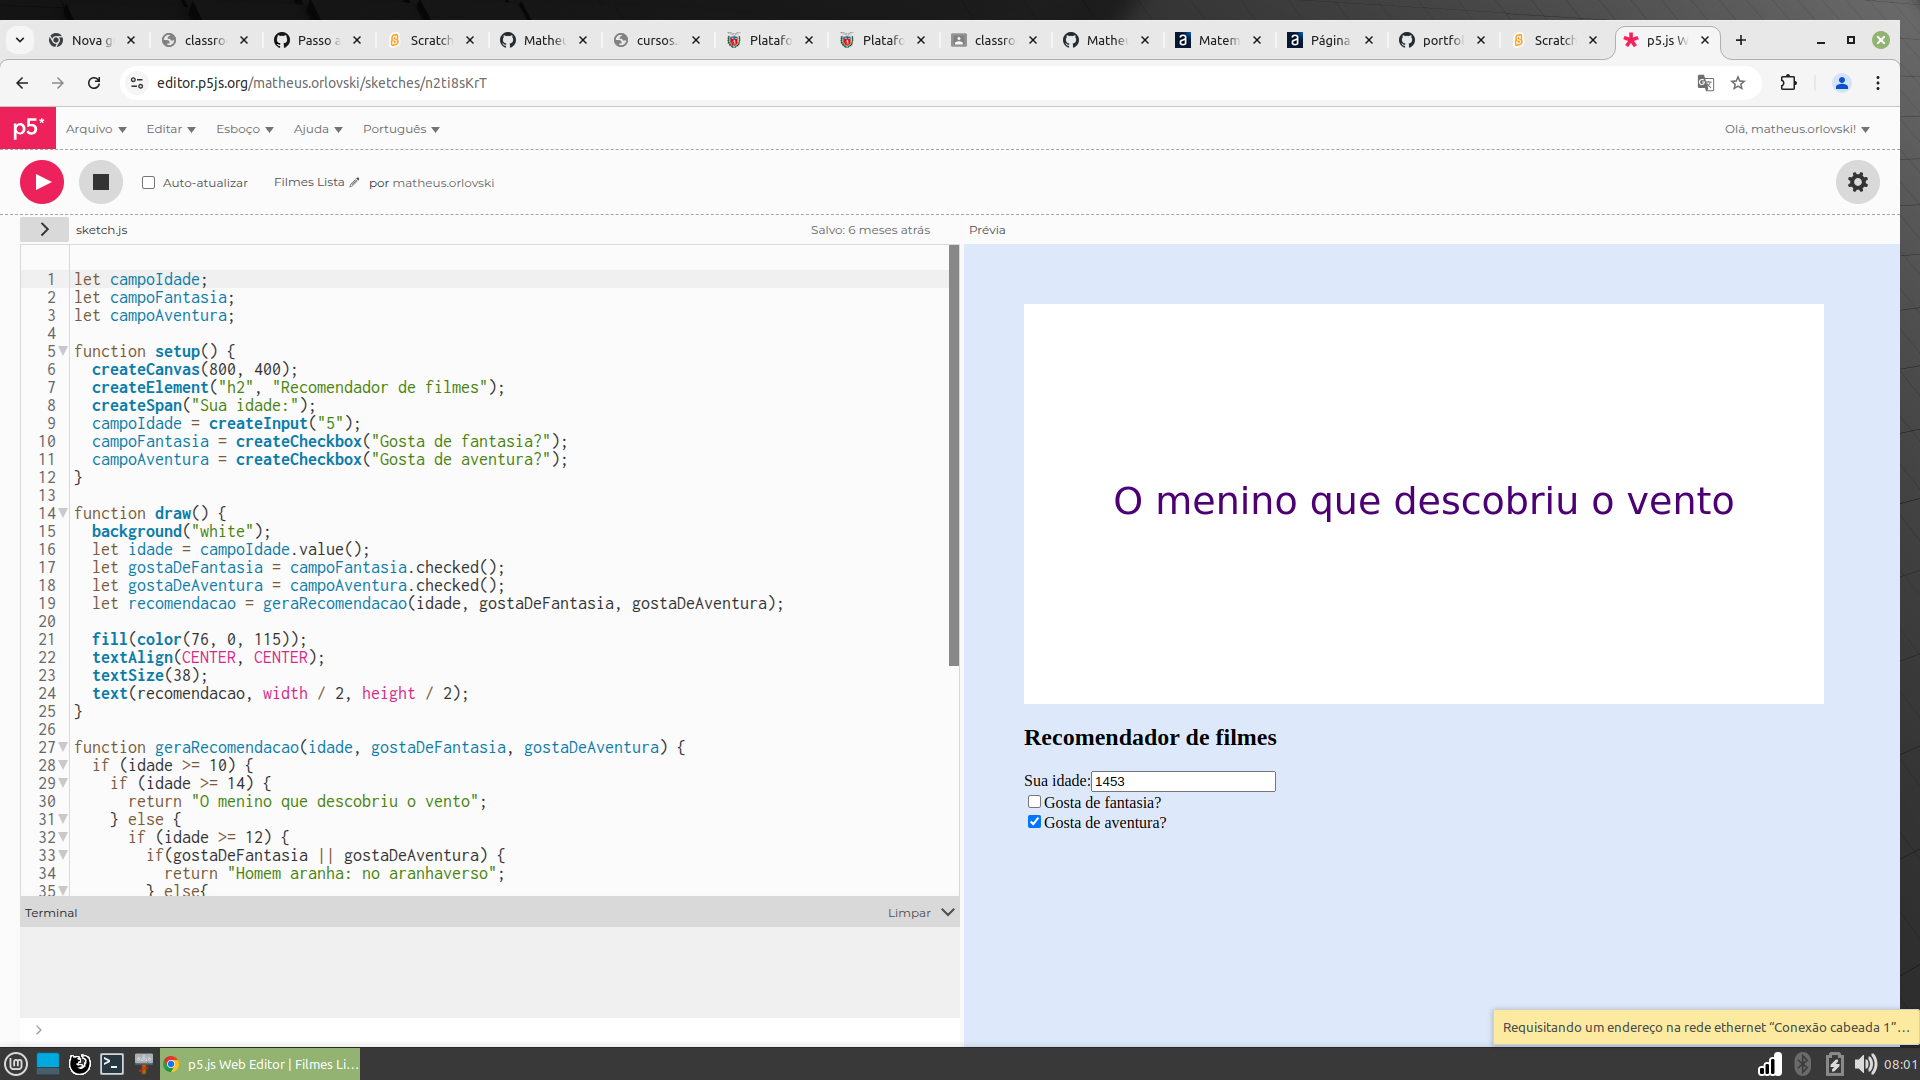 Nova g
classro
Passo a
Scratch
Matheu
cursos.
Platafo
Platafo
classro
Mathe
Matem
Página
portfol
Scratch
p5.js W
editor.p5js.org/matheus.orlovski/sketches/n2ti8sKrT
p5*
Arquivo
Editar
Esboço
Ajuda
Português
Olá, matheus.orlovski!
Auto-atualizar
Filmes Lista
por matheus.orlovski
sketch.js
Salvo: 6 meses atrás
Prévia
1 let campoIdade;
2 let campoFantasia;
3 let campoAventura;
4
5 function setup() {
6 createCanvas(800, 400);
7 createElement("h2", "Recomendador de filmes");
8 createSpan("Sua idade:");
9 campoIdade = createInput("5");
10 campoFantasia = createCheckbox("Gosta de fantasia?");
11 campoAventura = createCheckbox("Gosta de aventura?");
12 }
13
14 function draw() {
15 background("white");
16 let idade = campoIdade.value();
17 let gostaDeFantasia = campoFantasia.checked();
18 let gostaDeAventura = campoAventura.checked();
19 let recomendacao = geraRecomendacao(idade, gostaDeFantasia, gostaDeAventura);
20
21 fill(color(76, 0, 115));
22 textAlign(CENTER, CENTER);
23 textSize(38);
24 text(recomendacao, width / 2, height / 2);
25 }
26
27 function geraRecomendacao(idade, gostaDeFantasia, gostaDeAventura) {
28 if (idade >= 10) {
29 if (idade >= 14) {
30 return "O menino que descobriu o vento";
31 } else {
32 if (idade >= 12) {
33 if(gostaDeFantasia || gostaDeAventura) {
34 return "Homem aranha: no aranhaverso";
35 } else{
Terminal
Limpar
>
O menino que descobriu o vento
Recomendador de filmes
Sua idade: 1453
Gosta de fantasia?
Gosta de aventura?
Requisitando um endereço na rede ethernet “Conexão cabeada 1”...
p5.js Web Editor | Filmes Li...
08:01